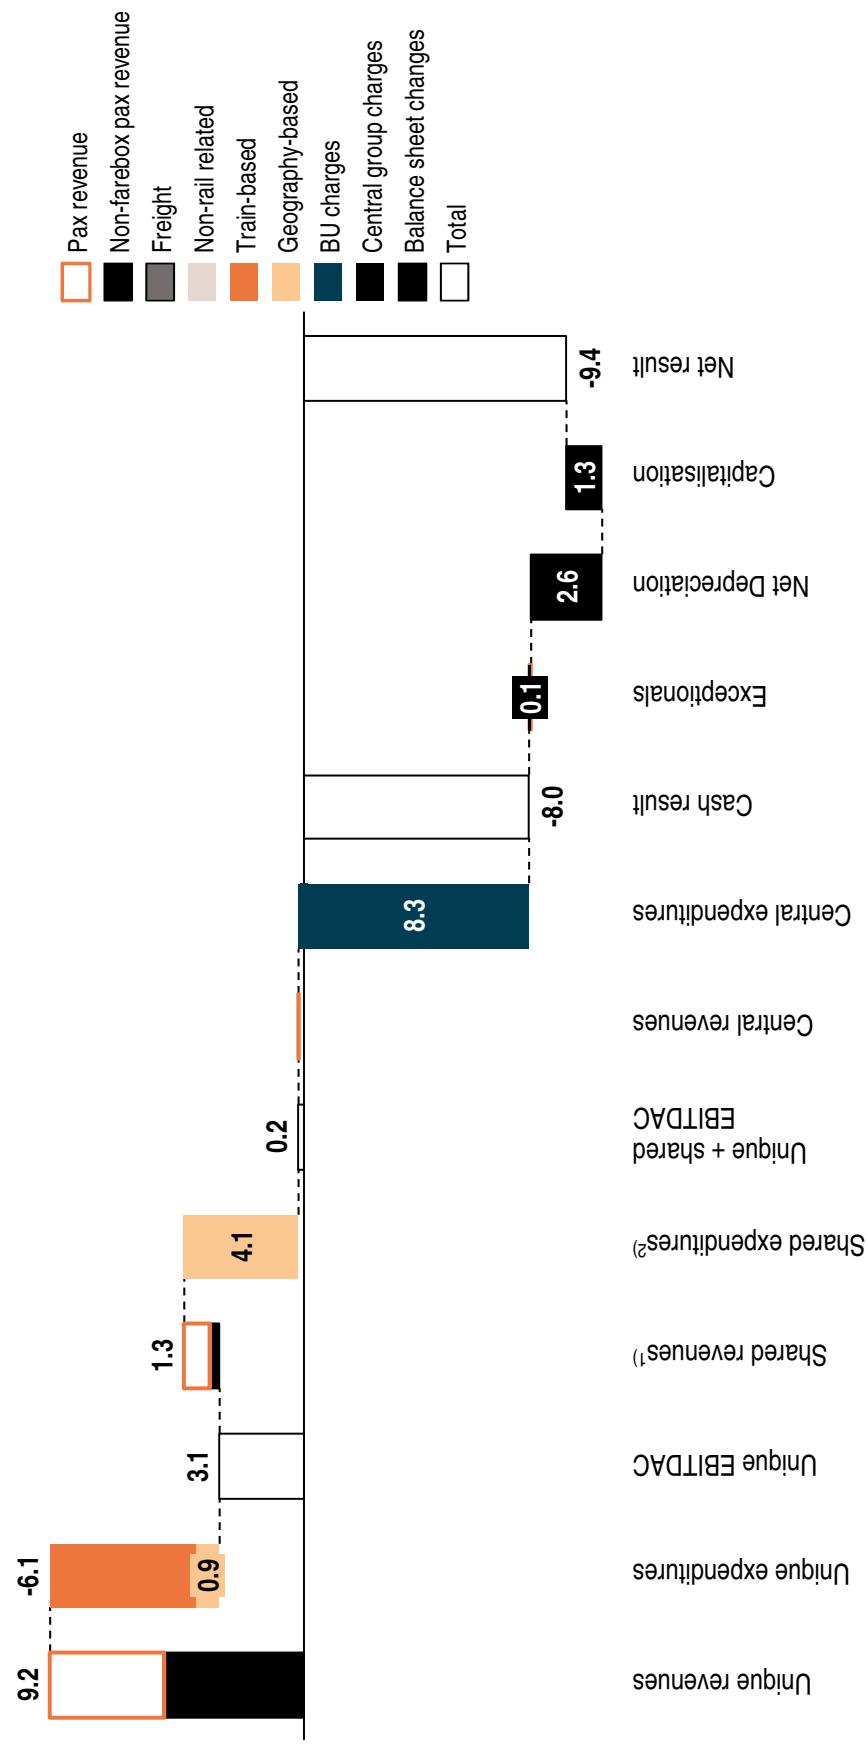 Pax revenue
Non-farebox pax revenue
Freight
Non-rail related
Train-based
Geography-based
BU charges
Central group charges
Balance sheet changes
Total
9.2
-6.1
0.9
3.1
1.3
4.1
0.2
8.3
-8.0
0.1
2.6
1.3
-9.4
Unique revenues
Unique expenditures
Unique EBITDAC
Shared revenues1)
Shared expenditures2)
Unique + shared
EBITDAC
Central revenues
Central expenditures
Cash result
Exceptionals
Net Depreciation
Capitalisation
Net result